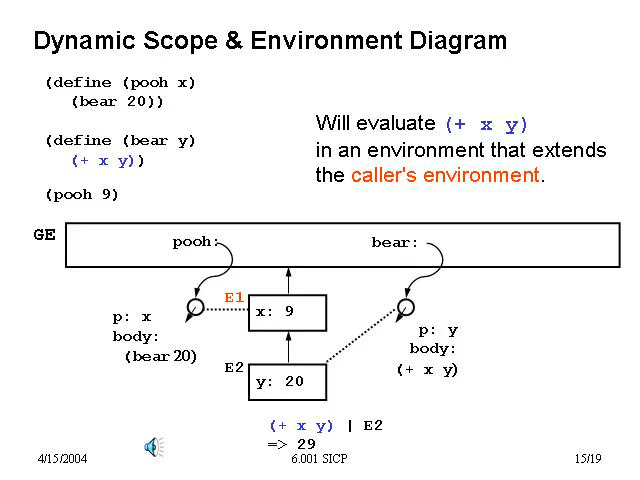 Dynamic Scope & Environment Diagram
(define (pooh x)
(bear 20))
(define (bear y)
(+ x y))
(pooh 9)
Will evaluate (+ x y)
in an environment that extends
the caller's environment.
GE
pooh:
bear:
E1
x: 9
p: x
body:
(bear 20)
p: y
body:
(+ x y)
E2
y: 20
(+ x y) | E2
=> 29
4/15/2004
6.001 SICP
15/19